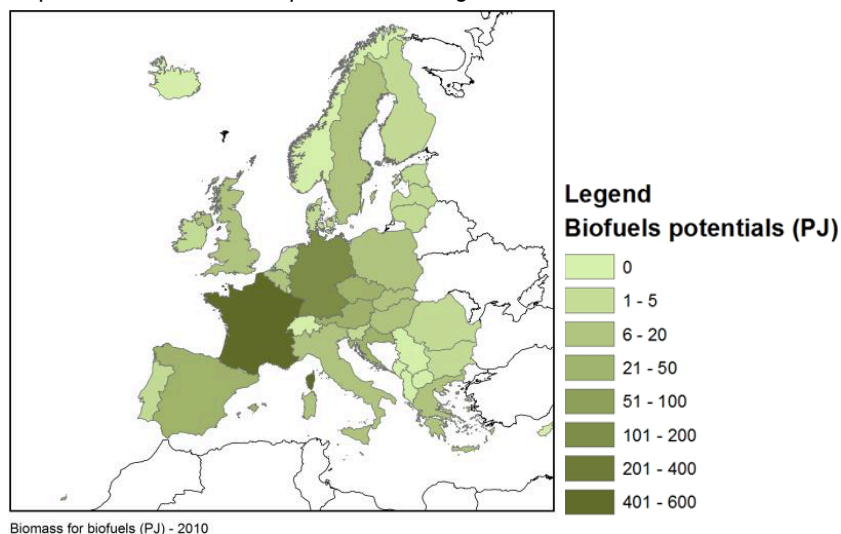 Legend
Biofuels potentials (PJ)
0
1 - 5
6 - 20
21 - 50
51 - 100
101 - 200
201 - 400
401 - 600
Biomass for biofuels (PJ) - 2010